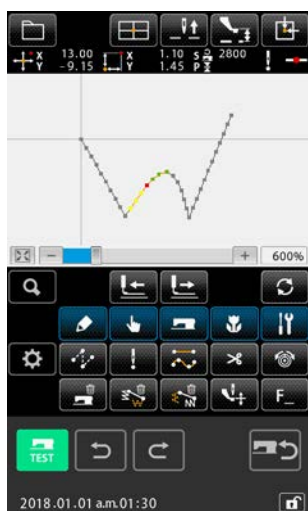 X 13.00 X 1.10 S 2800
Y -9.15 Y 1.45 P
600%
F_
TEST
2018.01.01 a.m.01:30